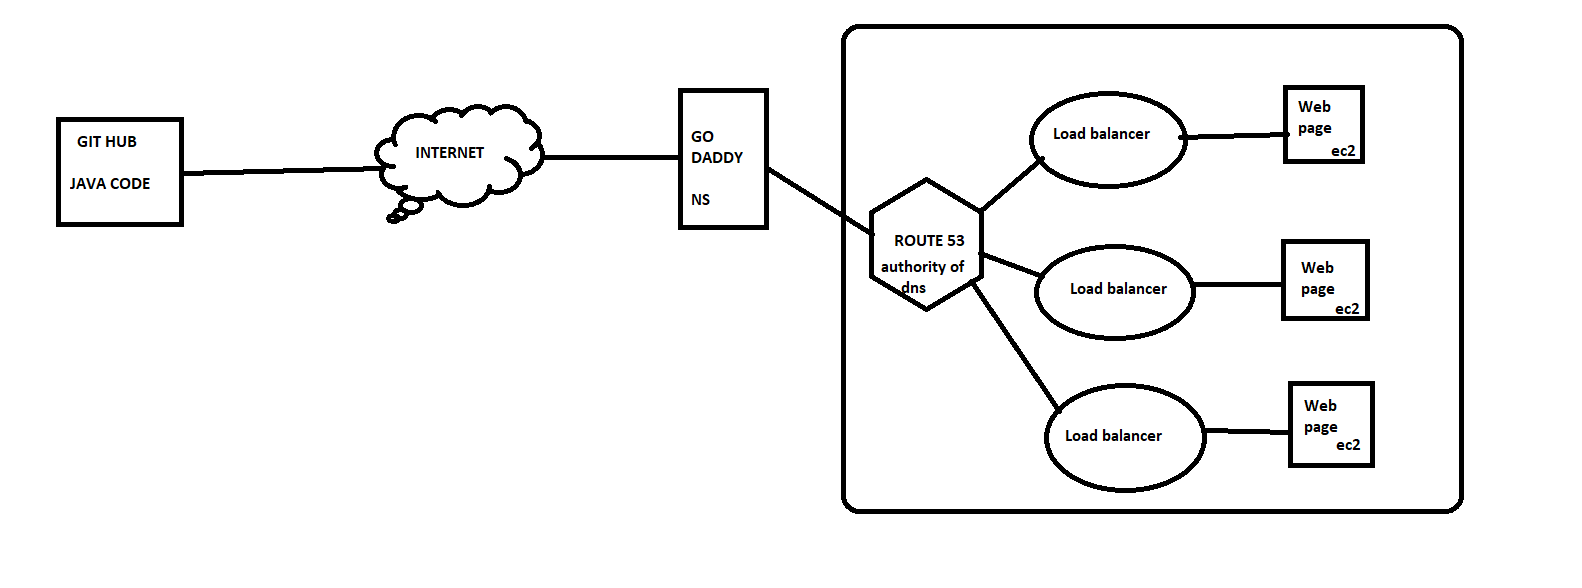 GIT HUB
JAVA CODE
INTERNET
GO
DADDY
NS
ROUTE 53
authority of
dns
Load balancer
Web
page
ec2
Load balancer
Web
page
ec2
Load balancer
Web
page
ec2